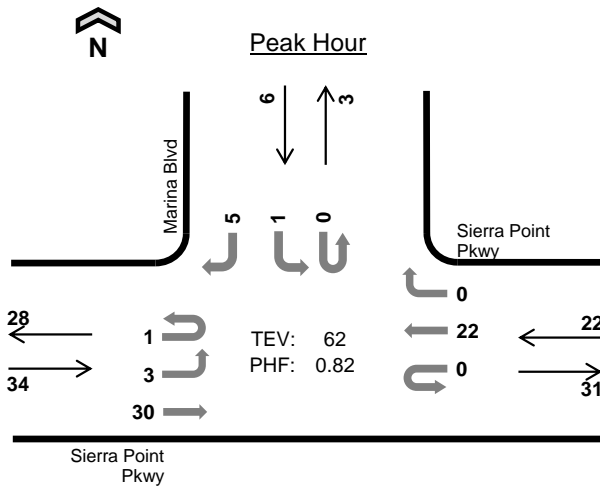 N
Peak Hour
6
3
Marina Blvd
5
1
0
Sierra Point
Pkwy
0
28
1
TEV: 62
22
22
34
3
PHF: 0.82
0
31
30
Sierra Point
Pkwy